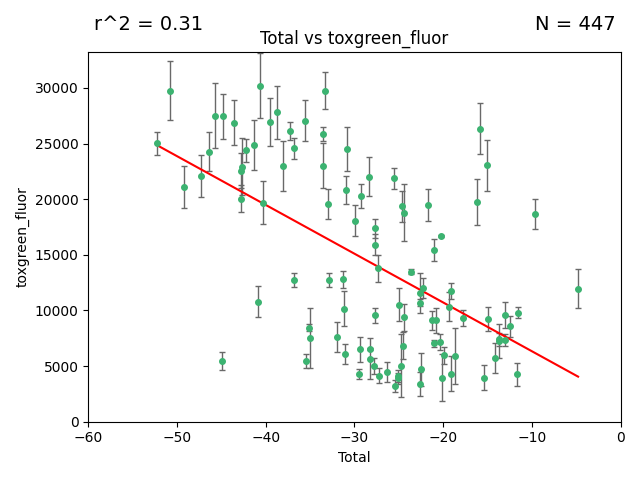 r^2 = 0.31
N = 447
Total vs toxgreen_fluor
30000
25000
20000
15000
10000
5000
0
toxgreen_fluor
−60
−50
−40
−30
−20
−10
0
Total